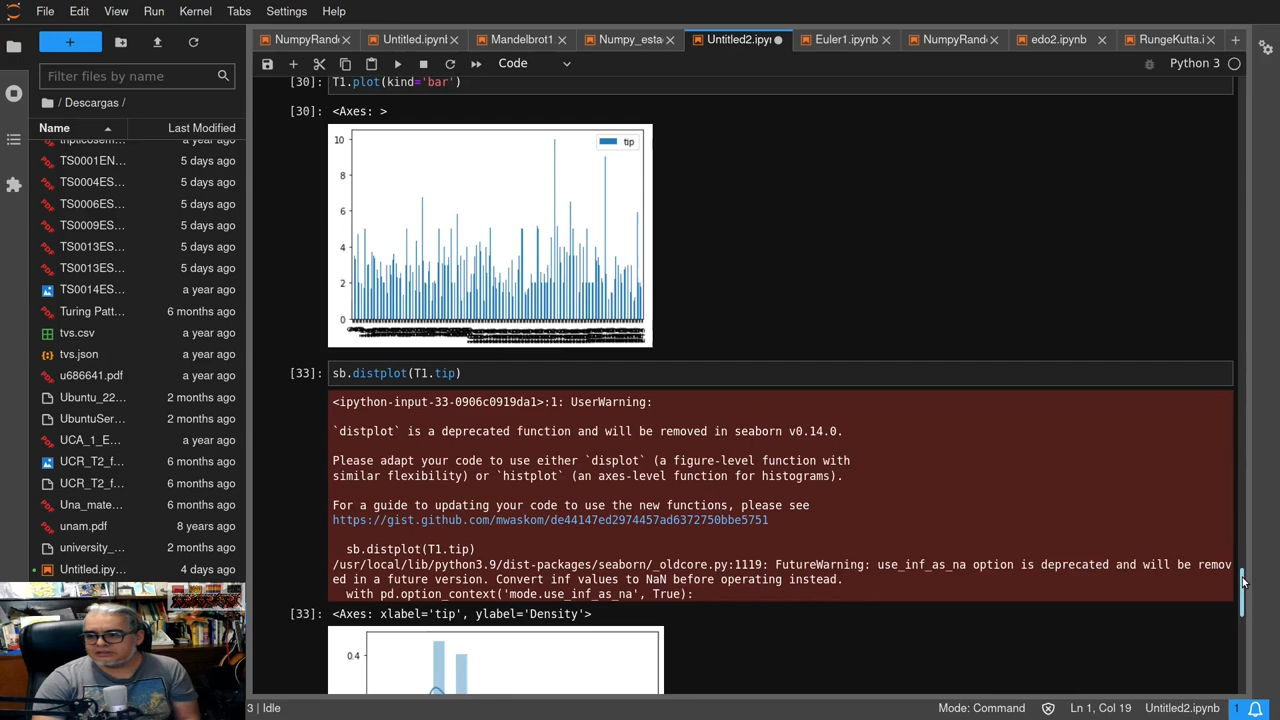 File Edit View Run Kernel Tabs Settings Help
+
Filter files by name
/ Descargas /
Name Last Modified
a year ago
TS0001EN… 5 days ago
TS0004ES… 5 days ago
TS0006ES… 5 days ago
TS0009ES… 5 days ago
TS0013ES… 5 days ago
TS0013ES… 5 days ago
TS0014ES… a year ago
Turing Patt… 6 months ago
tvs.csv a year ago
tvs.json a year ago
u686641.pdf a year ago
Ubuntu_22… 2 months ago
UbuntuSer… 2 months ago
UCA_1_E… a year ago
UCR_T2_f… 6 months ago
UCR_T2_f… 6 months ago
Una_mate… 6 months ago
unam.pdf 8 years ago
university_… 2 months ago
Untitled.ipy… 4 days ago
NumpyRand Untitled.ipynl Mandelbrot1 Numpy_esta Untitled2.ipyı Euler1.ipynb NumpyRand edo2.ipynb RungeKutta.i
Code Python 3
[30]: T1.plot(kind='bar')
[30]: <Axes: >
tip
10
8
6
4
2
0
[33]: sb.distplot(T1.tip)
<ipython-input-33-0906c0919da1>:1: UserWarning:
`distplot` is a deprecated function and will be removed in seaborn v0.14.0.
Please adapt your code to use either `displot` (a figure-level function with
similar flexibility) or `histplot` (an axes-level function for histograms).
For a guide to updating your code to use the new functions, please see
https://gist.github.com/mwaskom/de44147ed2974457ad6372750bbe5751
sb.distplot(T1.tip)
/usr/local/lib/python3.9/dist-packages/seaborn/_oldcore.py:1119: FutureWarning: use_inf_as_na option is deprecated and will be remov
ed in a future version. Convert inf values to NaN before operating instead.
with pd.option_context('mode.use_inf_as_na', True):
[33]: <Axes: xlabel='tip', ylabel='Density'>
0.4
3 | Idle Mode: Command Ln 1, Col 19 Untitled2.ipynb 1